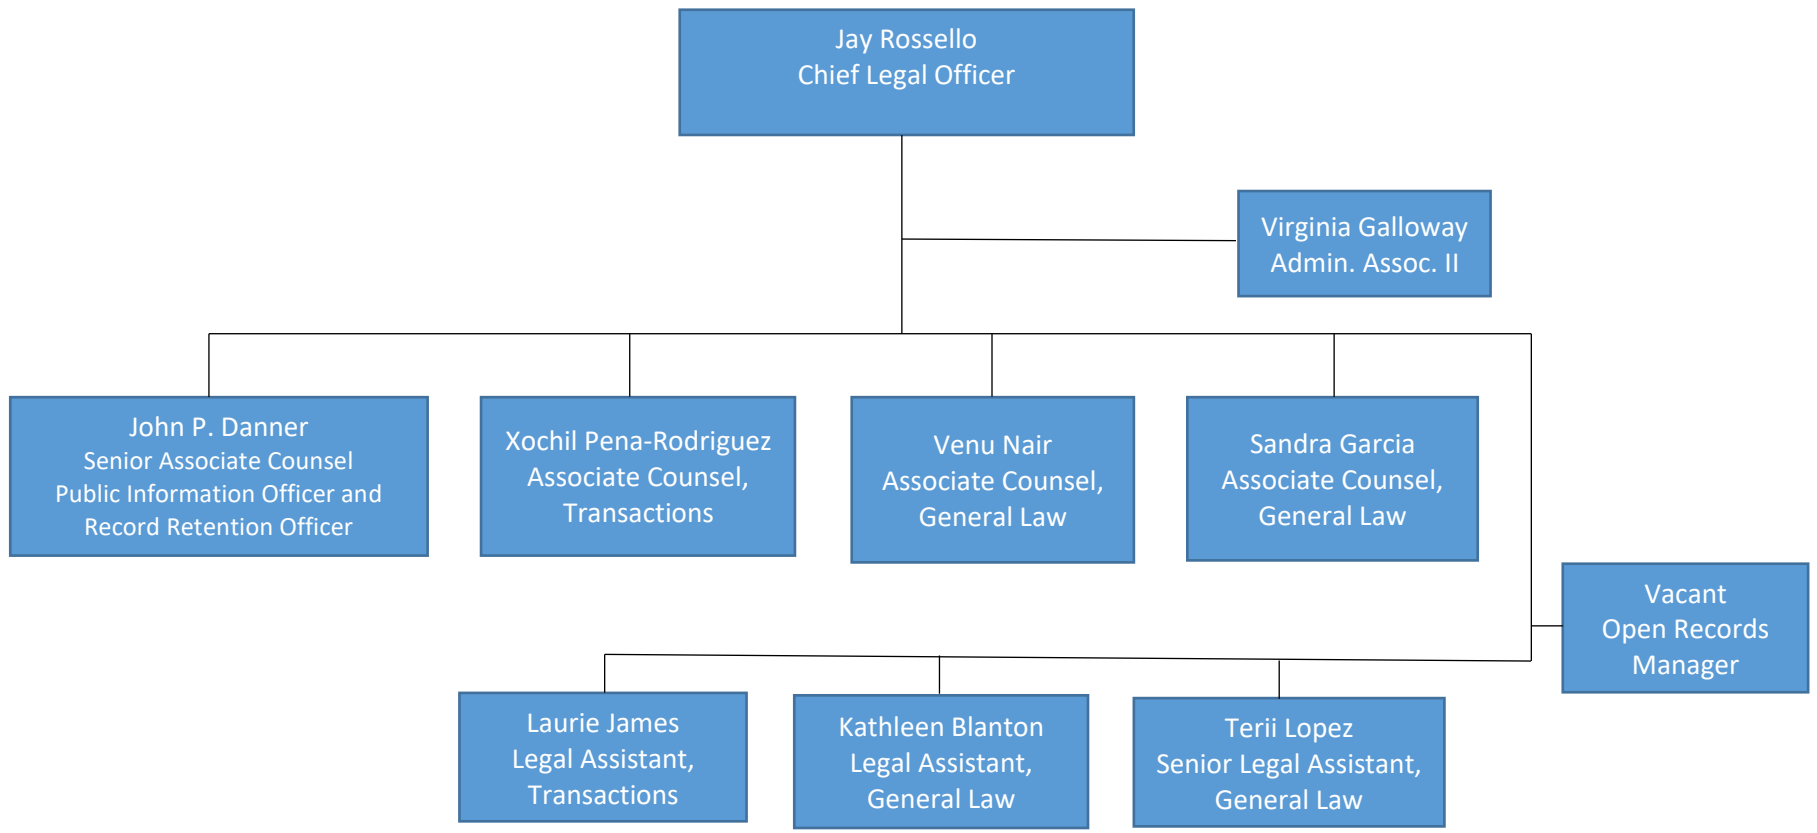 Jay Rossello
Chief Legal Officer
Virginia Galloway
Admin. Assoc. II
John P. Danner
Senior Associate Counsel
Public Information Officer and
Record Retention Officer
Xochil Pena-Rodriguez
Associate Counsel,
Transactions
Venu Nair
Associate Counsel,
General Law
Sandra Garcia
Associate Counsel,
General Law
Vacant
Open Records
Manager
Laurie James
Legal Assistant,
Transactions
Kathleen Blanton
Legal Assistant,
General Law
Terii Lopez
Senior Legal Assistant,
General Law